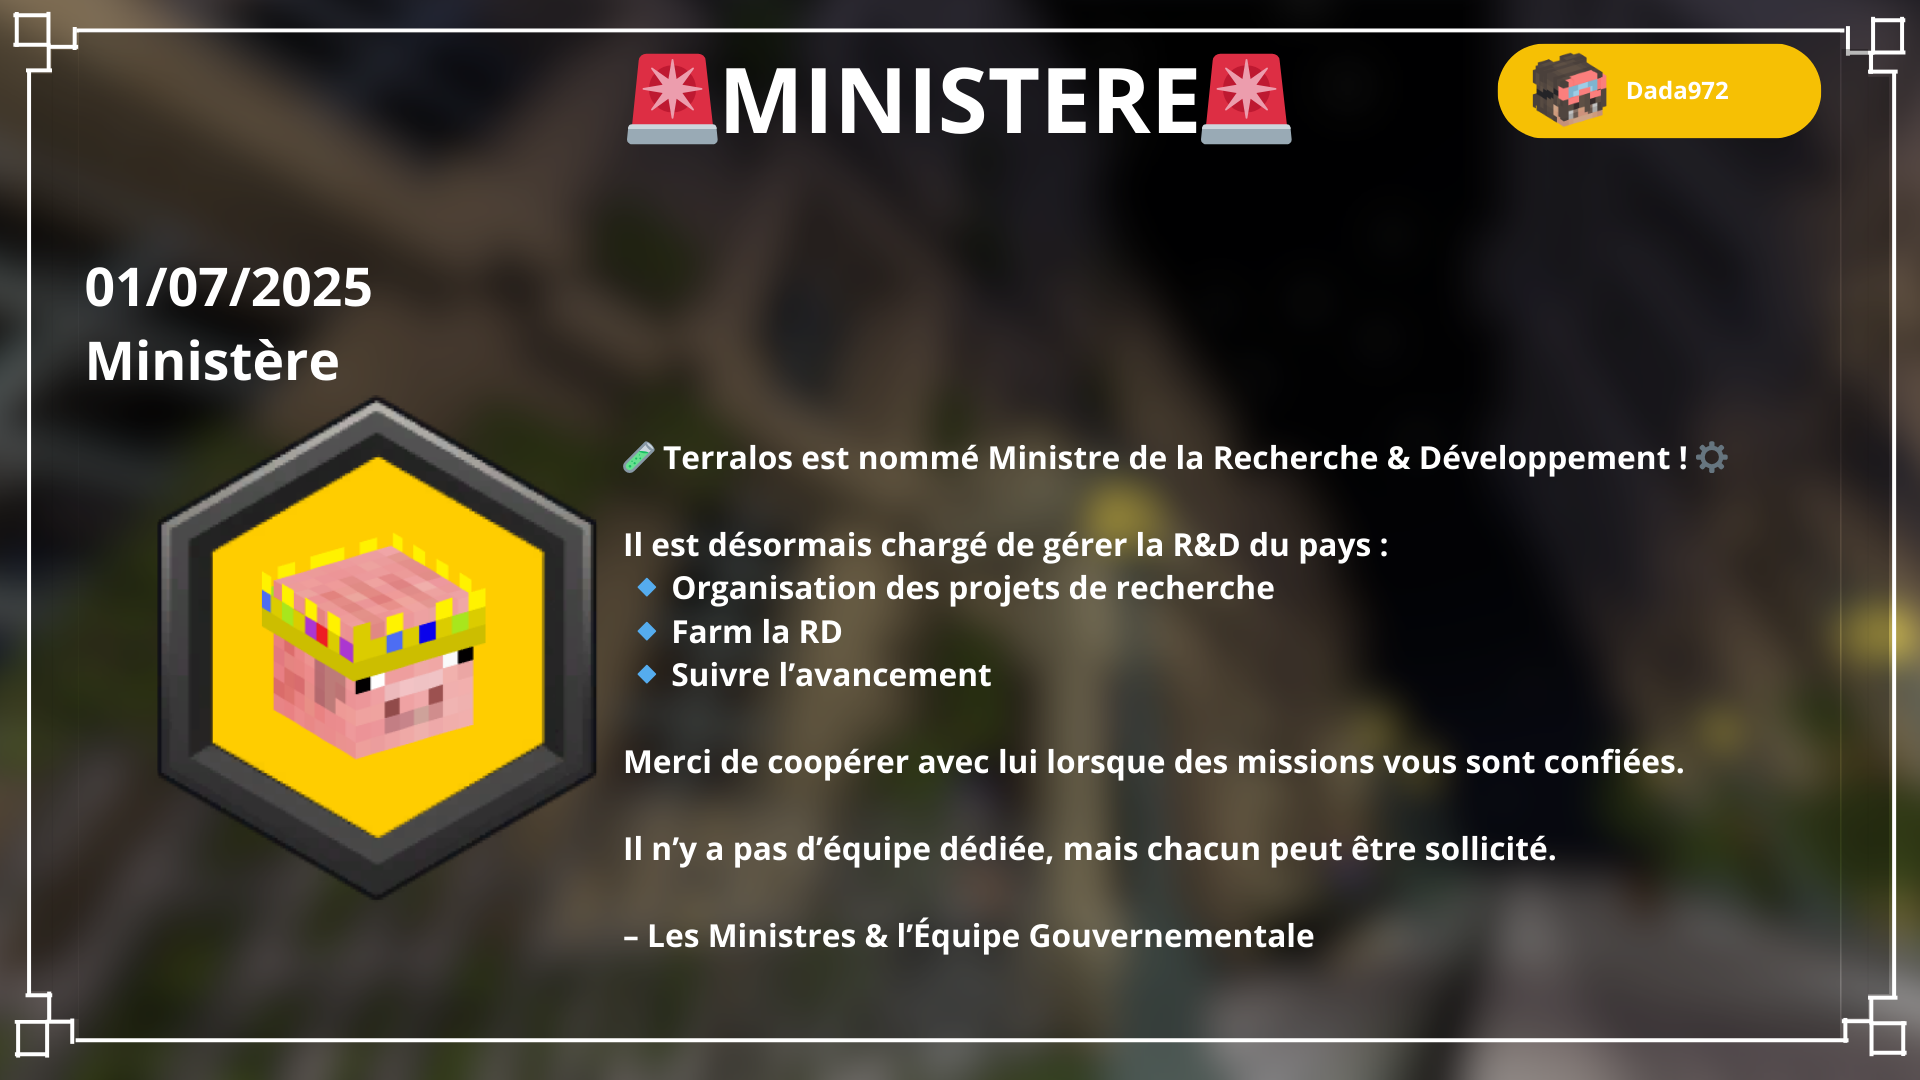 🚨MINISTERE🚨
Dada972
01/07/2025
Ministère
🧪 Terralos est nommé Ministre de la Recherche & Développement ! ⚙️
Il est désormais chargé de gérer la R&D du pays :
🔹 Organisation des projets de recherche
🔹 Farm la RD
🔹 Suivre l’avancement
Merci de coopérer avec lui lorsque des missions vous sont confiées.
Il n’y a pas d’équipe dédiée, mais chacun peut être sollicité.
– Les Ministres & l’Équipe Gouvernementale